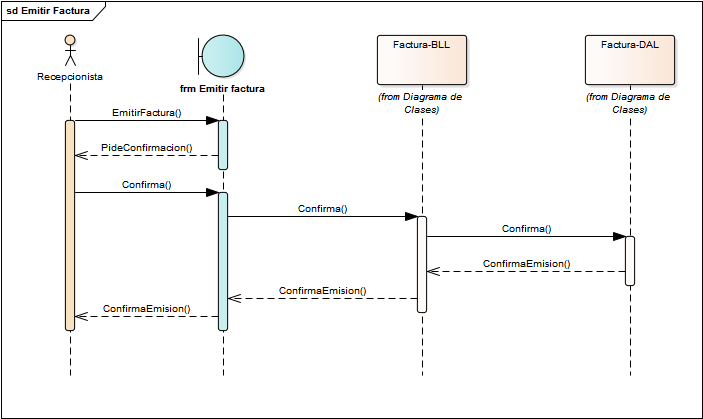 sd Emitir Factura
Recepcionista
frm Emitir factura
Factura-BLL
(from Diagrama de
Clases)
Factura-DAL
(from Diagrama de
Clases)
EmitirFactura()
PideConfirmacion()
Confirma()
Confirma()
Confirma()
ConfirmaEmision()
ConfirmaEmision()
ConfirmaEmision()